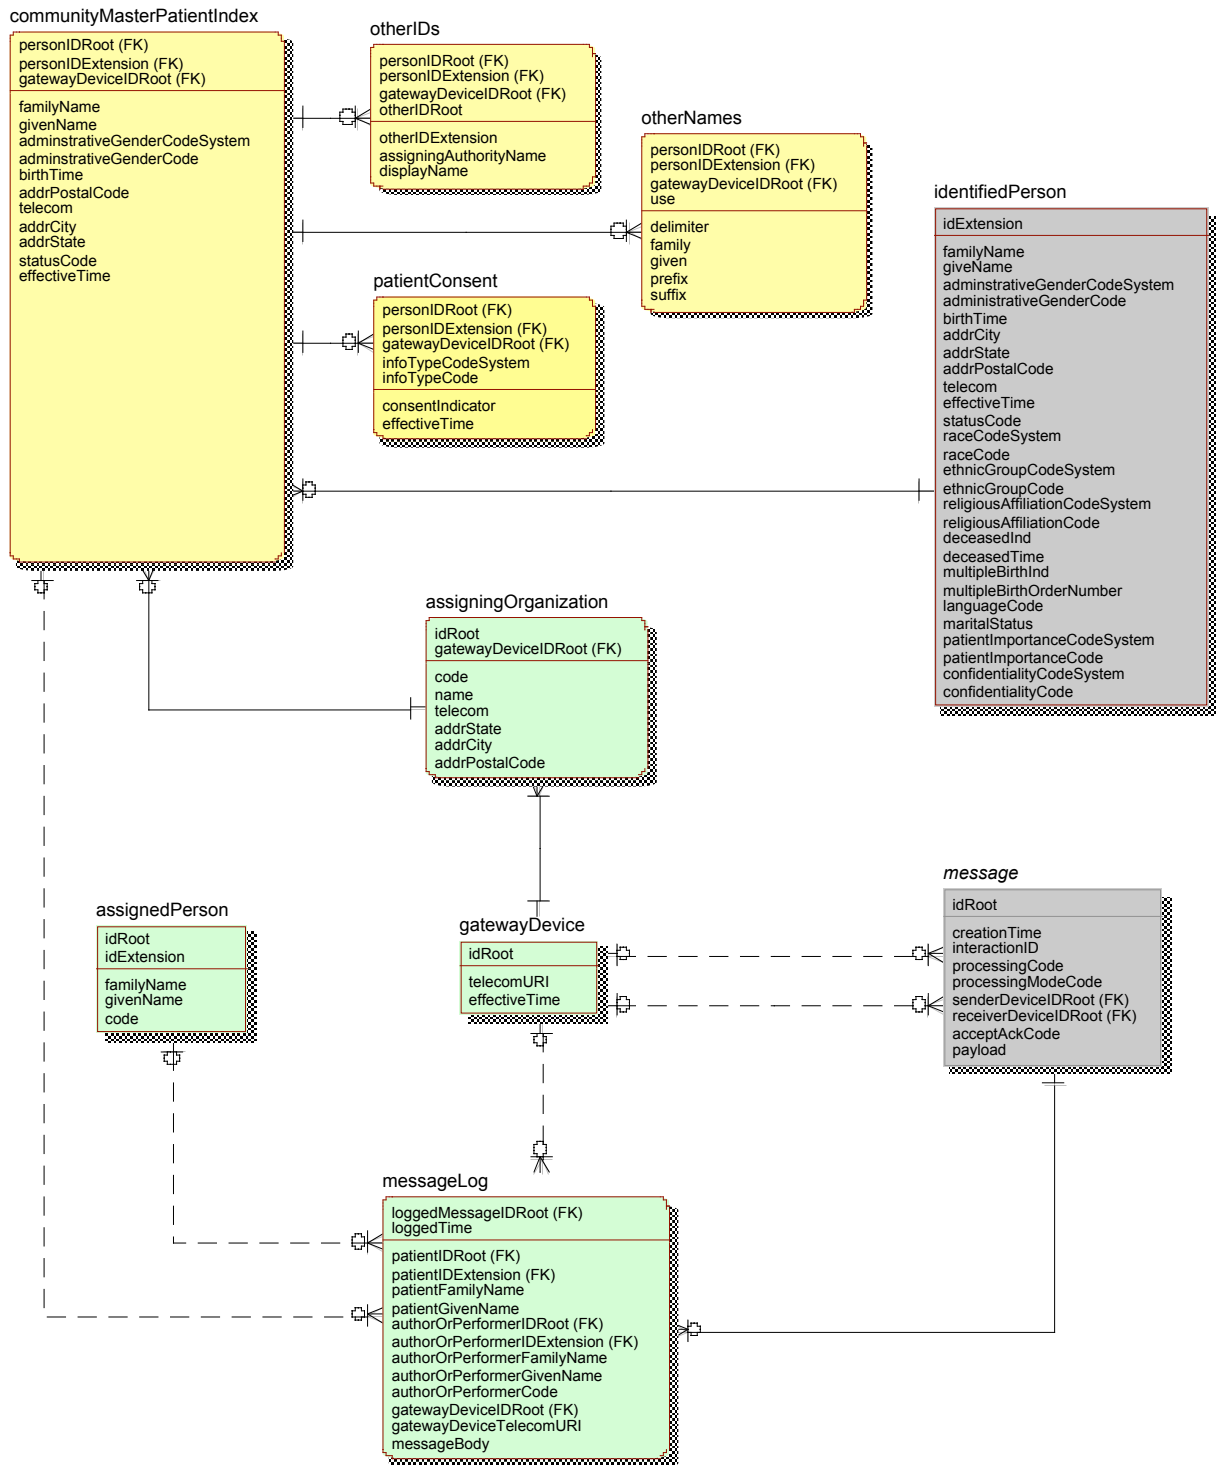 communityMasterPatientIndex
personIDRoot (FK)
personIDExtension (FK)
gatewayDeviceIDRoot (FK)
familyName
givenName
adminstrativeGenderCodeSystem
adminstrativeGenderCode
birthTime
addrPostalCode
telecom
addrCity
addrState
statusCode
effectiveTime
otherIDs
personIDRoot (FK)
personIDExtension (FK)
gatewayDeviceIDRoot (FK)
otherIDRoot
otherIDExtension
assigningAuthorityName
displayName
otherNames
personIDRoot (FK)
personIDExtension (FK)
gatewayDeviceIDRoot (FK)
use
delimiter
family
given
prefix
suffix
patientConsent
personIDRoot (FK)
personIDExtension (FK)
gatewayDeviceIDRoot (FK)
infoTypeCodeSystem
infoTypeCode
consentIndicator
effectiveTime
identifiedPerson
idExtension
familyName
giveName
adminstrativeGenderCodeSystem
administrativeGenderCode
birthTime
addrCity
addrState
addrPostalCode
telecom
effectiveTime
statusCode
raceCodeSystem
raceCode
ethnicGroupCodeSystem
ethnicGroupCode
religiousAffiliationCodeSystem
religiousAffiliationCode
deceasedInd
deceasedTime
multipleBirthInd
multipleBirthOrderNumber
languageCode
maritalStatus
patientImportanceCodeSystem
patientImportanceCode
confidentialityCodeSystem
confidentialityCode
assigningOrganization
idRoot
gatewayDeviceIDRoot (FK)
code
name
telecom
addrState
addrCity
addrPostalCode
assignedPerson
idRoot
idExtension
familyName
givenName
code
gatewayDevice
idRoot
telecomURI
effectiveTime
message
idRoot
creationTime
interactionID
processingCode
processingModeCode
senderDeviceIDRoot (FK)
receiverDeviceIDRoot (FK)
acceptAckCode
payload
messageLog
loggedMessageIDRoot (FK)
loggedTime
patientIDRoot (FK)
patientIDExtension (FK)
patientFamilyName
patientGivenName
authorOrPerformerIDRoot (FK)
authorOrPerformerIDExtension (FK)
authorOrPerformerFamilyName
authorOrPerformerGivenName
authorOrPerformerCode
gatewayDeviceIDRoot (FK)
gatewayDeviceTelecomURI
messageBody